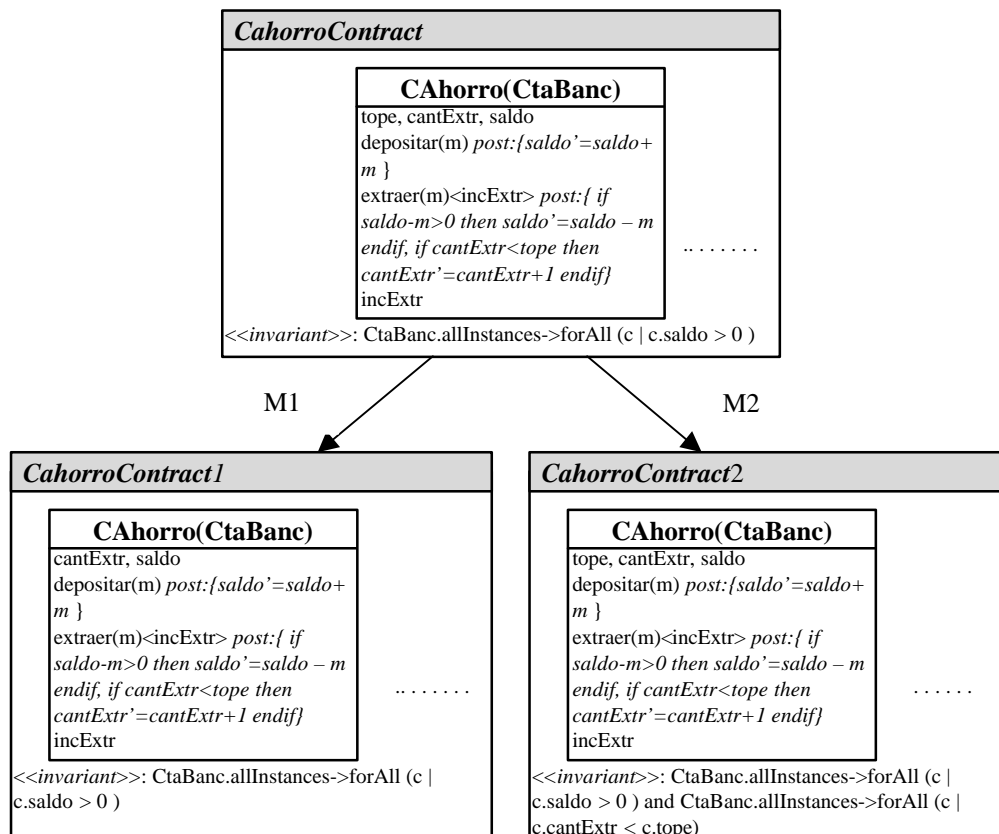 CahorroContract
CAhorro(CtaBanc)
tope, cantExtr, saldo
depositar(m) post:{saldo’=saldo+
m }
extraer(m)<incExtr> post:{ if
saldo-m>0 then saldo’=saldo – m
endif, if cantExtr<tope then
cantExtr’=cantExtr+1 endif}
incExtr
.. . . . . . .
<<invariant>>: CtaBanc.allInstances->forAll (c | c.saldo > 0 )
M1
M2
CahorroContract1
CAhorro(CtaBanc)
cantExtr, saldo
depositar(m) post:{saldo’=saldo+
m }
extraer(m)<incExtr> post:{ if
saldo-m>0 then saldo’=saldo – m
endif, if cantExtr<tope then
cantExtr’=cantExtr+1 endif}
incExtr
.. . . . . . .
<<invariant>>: CtaBanc.allInstances->forAll (c |
c.saldo > 0 )
CahorroContract2
CAhorro(CtaBanc)
tope, cantExtr, saldo
depositar(m) post:{saldo’=saldo+
m }
extraer(m)<incExtr> post:{ if
saldo-m>0 then saldo’=saldo – m
endif, if cantExtr<tope then
cantExtr’=cantExtr+1 endif}
incExtr
. . . . . .
<<invariant>>: CtaBanc.allInstances->forAll (c |
c.saldo > 0 ) and CtaBanc.allInstances->forAll (c |
c.cantExtr < c.tope)